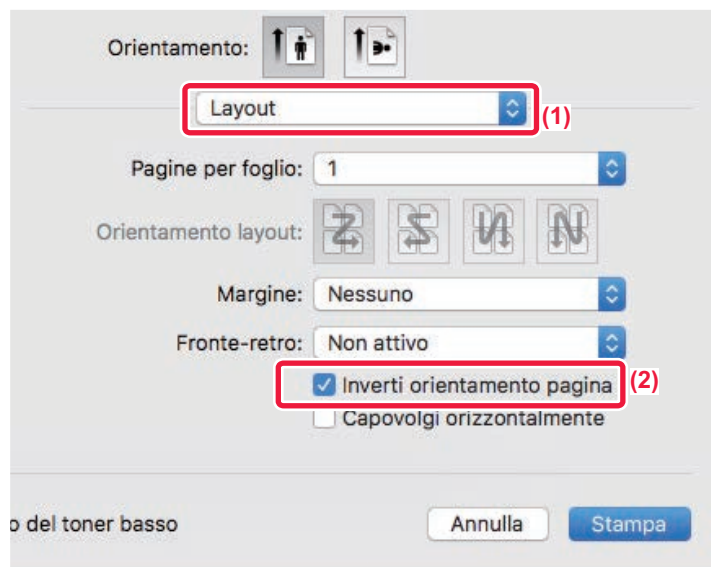 Orientamento:
Layout
(1)
Pagine per foglio: 1
Orientamento layout:
Margine: Nessuno
Fronte-retro: Non attivo
Inverti orientamento pagina (2)
Capovolgi orizzontalmente
o del toner basso Annulla Stampa